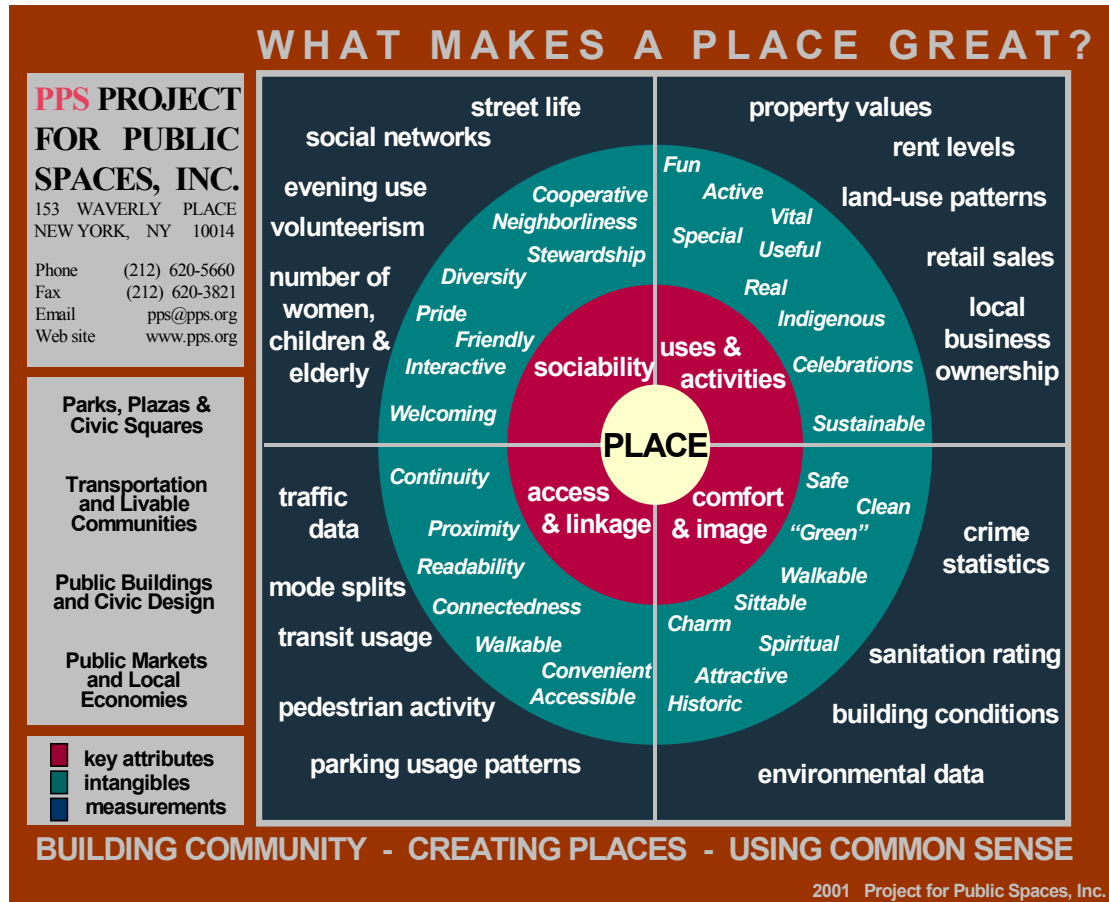 WHAT MAKES A PLACE GREAT?
PPS PROJECT
FOR PUBLIC
SPACES, INC.
153 WAVERLY PLACE
NEW YORK, NY 10014
Phone (212) 620-5660
Fax (212) 620-3821
Email pps@pps.org
Web site www.pps.org
Parks, Plazas &
Civic Squares
Transportation
and Livable
Communities
Public Buildings
and Civic Design
Public Markets
and Local
Economies
key attributes
intangibles
measurements
street life
social networks
evening use
volunteerism
number of
women,
children &
elderly
Cooperative
Neighborliness
Stewardship
Diversity
Pride
Friendly
Interactive
Welcoming
sociability
property values
rent levels
land-use patterns
retail sales
local
business
ownership
Fun
Active
Vital
Special
Useful
Real
Indigenous
Celebrations
Sustainable
uses &
activities
PLACE
access
& linkage
Continuity
Proximity
Readability
Connectedness
Walkable
Convenient
Accessible
traffic
data
mode splits
transit usage
pedestrian activity
parking usage patterns
comfort
& image
Safe
Clean
“Green”
Walkable
Sittable
Charm
Spiritual
Attractive
Historic
crime
statistics
sanitation rating
building conditions
environmental data
BUILDING COMMUNITY - CREATING PLACES - USING COMMON SENSE
2001 Project for Public Spaces, Inc.